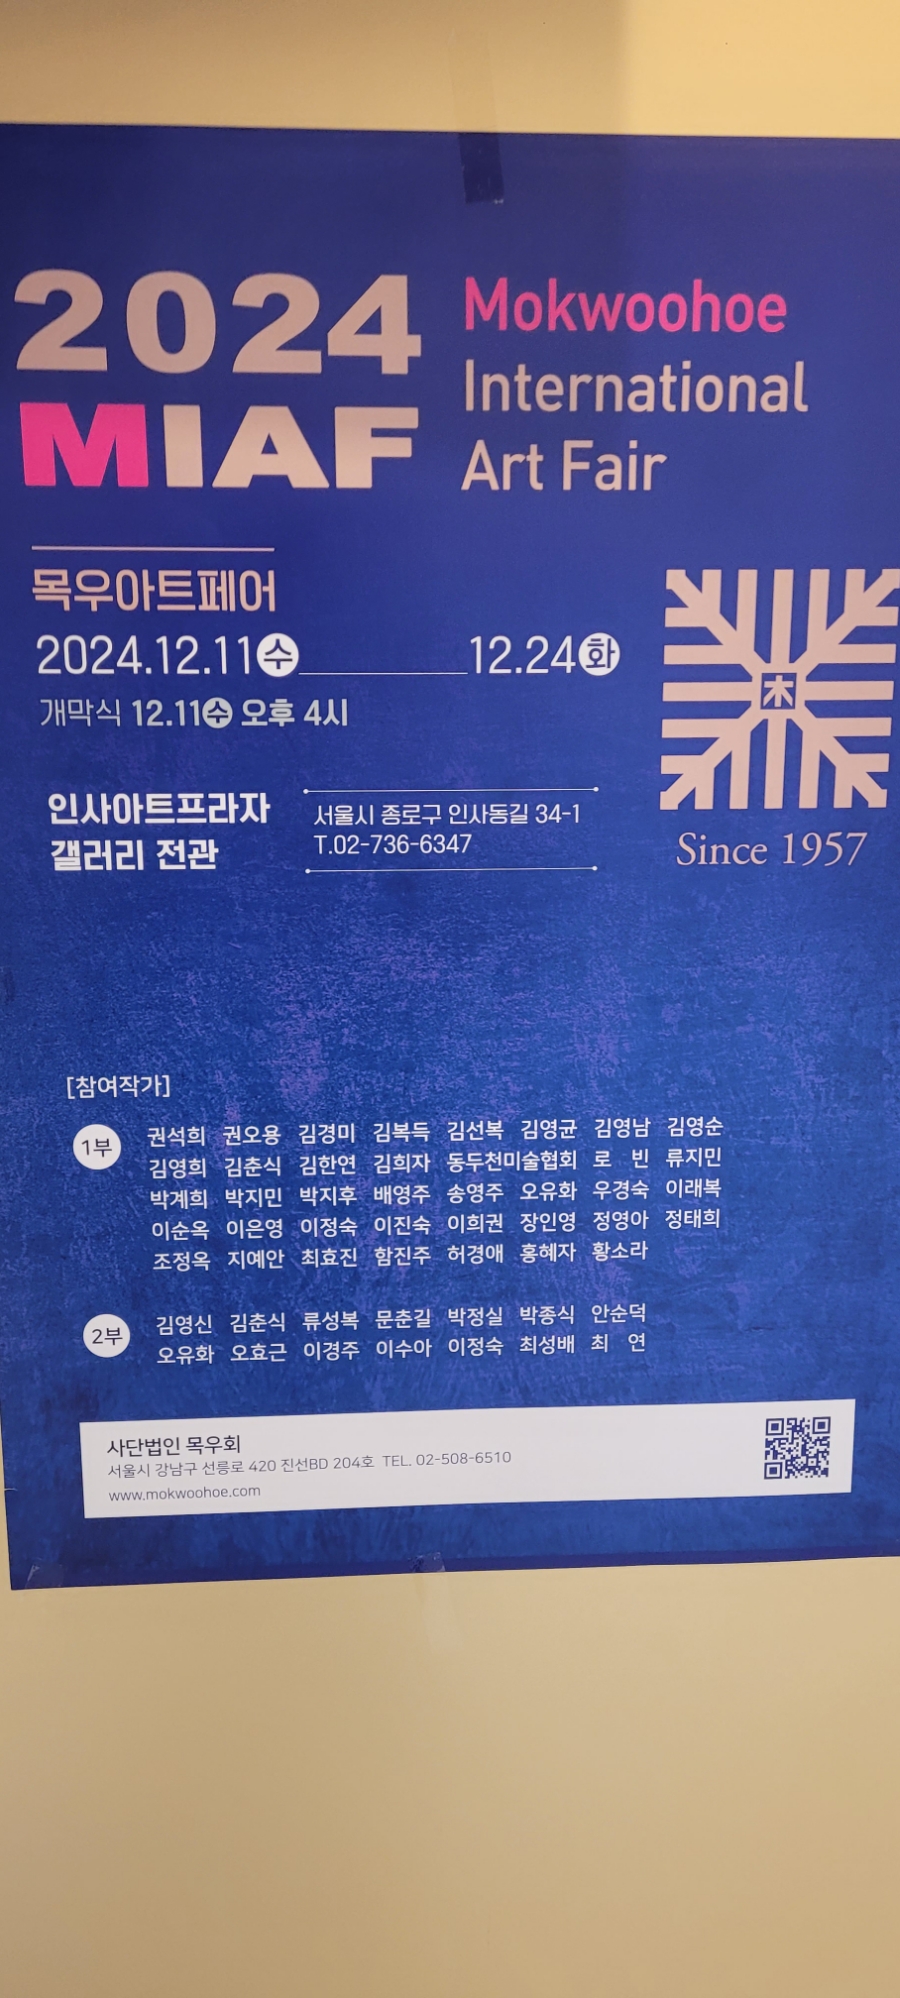 2024
MIAF
Mokwoohoe
International
Art Fair
목우아트페어
2024.12.11수 12.24화
개막식 12.11수 오후 4시
인사아트프라자
갤러리 전관
서울시 종로구 인사동길 34-1
T.02-736-6347
木
Since 1957
[참여작가]
1부
권석희 권오용 김경미 김복득 김선복 김영균 김영남 김영순
김영희 김춘식 김한연 김희자 동두천미술협회 로 빈 류지민
박계희 박지민 박지후 배영주 송영주 오유화 우경숙 이래복
이순옥 이은영 이정숙 이진숙 이희권 장인영 정영아 정태희
조정옥 지예안 최효진 함진주 허경애 홍혜자 황소라
2부
김영신 김춘식 류성복 문춘길 박정실 박종식 안순덕
오유화 오효근 이경주 이수아 이정숙 최성배 최 연
사단법인 목우회
서울시 강남구 선릉로 420 진선BD 204호 TEL. 02-508-6510
www.mokwoohoe.com